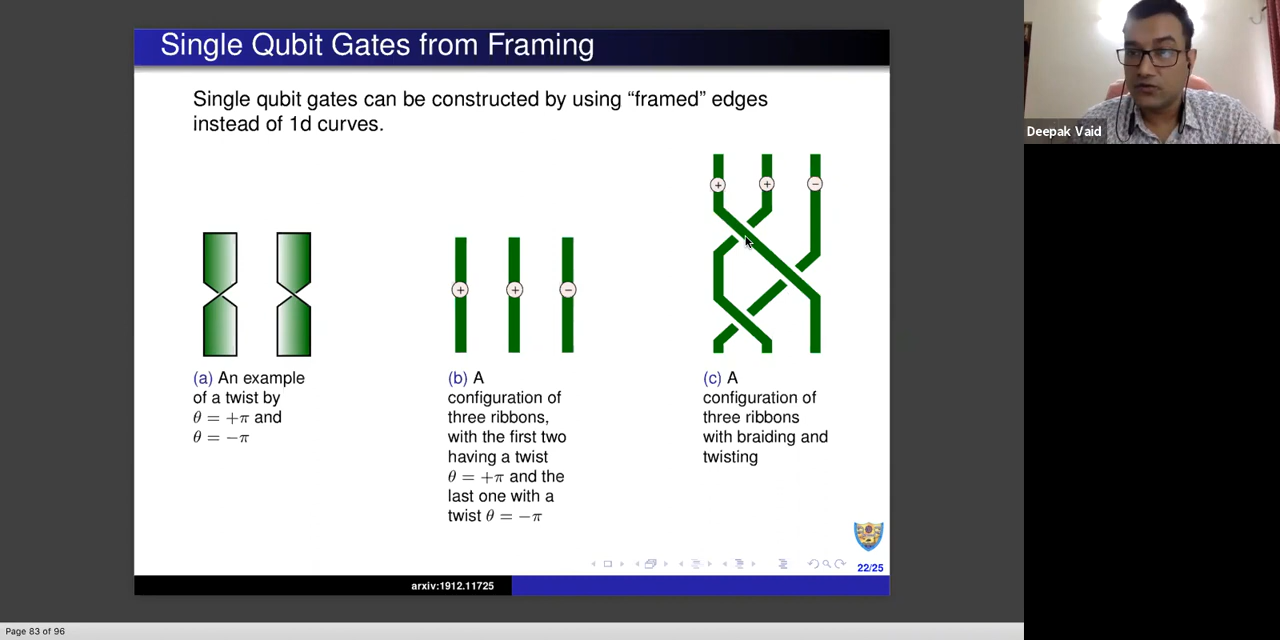 Single Qubit Gates from Framing
Single qubit gates can be constructed by using “framed” edges
instead of 1d curves.
+ + −
+ + −
(a) An example
of a twist by
θ = +π and
θ = −π
(b) A
configuration of
three ribbons,
with the first two
having a twist
θ = +π and the
last one with a
twist θ = −π
(c) A
configuration of
three ribbons
with braiding and
twisting
22/25
arxiv:1912.11725
Page 83 of 96
Deepak Vaid